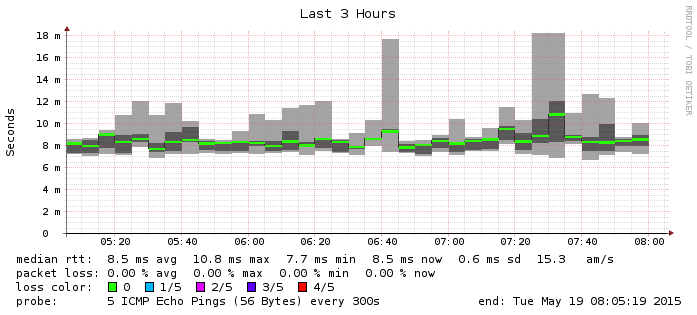 Last 3 Hours
RRDTOOL / TOBI OETIKER
Seconds
18 m
16 m
14 m
12 m
10 m
8 m
6 m
4 m
2 m
0
05:20 05:40 06:00 06:20 06:40 07:00 07:20 07:40 08:00
median rtt: 8.5 ms avg 10.8 ms max 7.7 ms min 8.5 ms now 0.6 ms sd 15.3 am/s
packet loss: 0.00 % avg 0.00 % max 0.00 % min 0.00 % now
loss color: 0 1/5 2/5 3/5 4/5
probe: 5 ICMP Echo Pings (56 Bytes) every 300s end: Tue May 19 08:05:19 2015